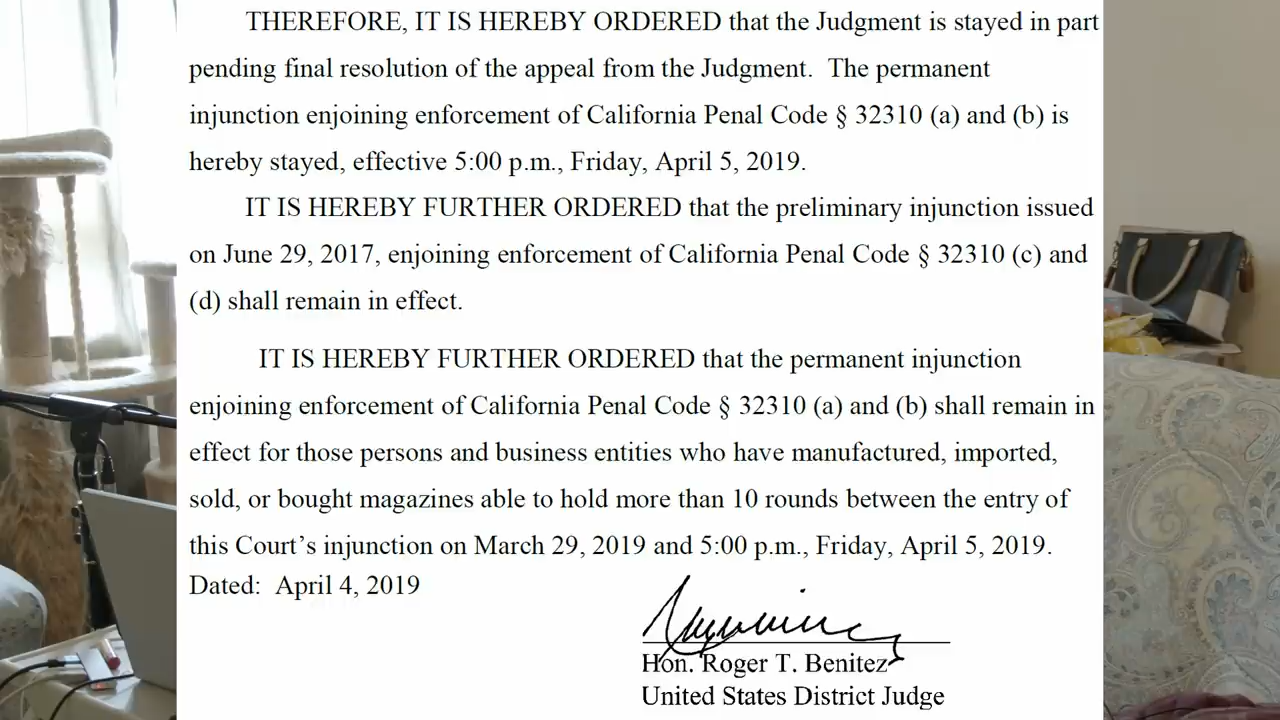 THEREFORE, IT IS HEREBY ORDERED that the Judgment is stayed in part
pending final resolution of the appeal from the Judgment.  The permanent
injunction enjoining enforcement of California Penal Code § 32310 (a) and (b) is
hereby stayed, effective 5:00 p.m., Friday, April 5, 2019.
IT IS HEREBY FURTHER ORDERED that the preliminary injunction issued
on June 29, 2017, enjoining enforcement of California Penal Code § 32310 (c) and
(d) shall remain in effect.
IT IS HEREBY FURTHER ORDERED that the permanent injunction
enjoining enforcement of California Penal Code § 32310 (a) and (b) shall remain in
effect for those persons and business entities who have manufactured, imported,
sold, or bought magazines able to hold more than 10 rounds between the entry of
this Court’s injunction on March 29, 2019 and 5:00 p.m., Friday, April 5, 2019.
Dated:  April 4, 2019
Hon. Roger T. Benitez
United States District Judge